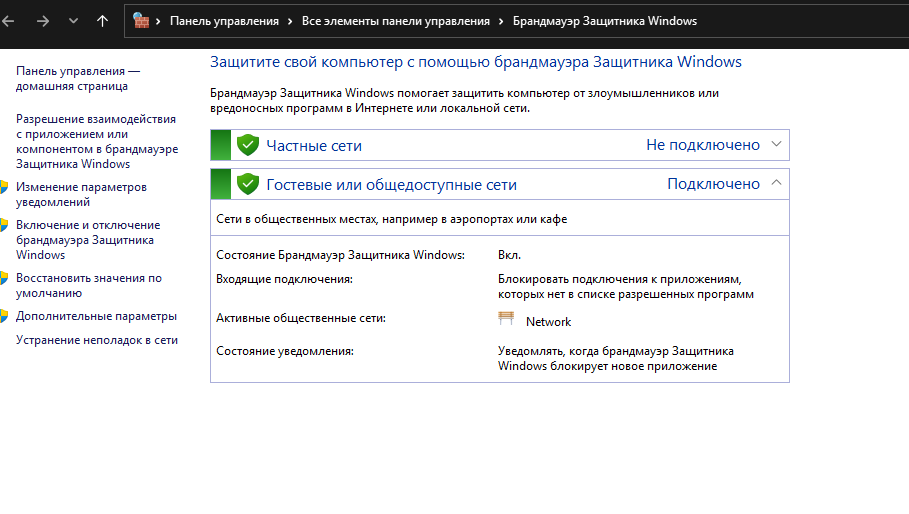 Панель управления › Все элементы панели управления › Брандмауэр Защитника Windows
Панель управления —
домашняя страница
Разрешение взаимодействия
с приложением или
компонентом в брандмауэре
Защитника Windows
Изменение параметров
уведомлений
Включение и отключение
брандмауэра Защитника
Windows
Восстановить значения по
умолчанию
Дополнительные параметры
Устранение неполадок в сети
Защитите свой компьютер с помощью брандмауэра Защитника Windows
Брандмауэр Защитника Windows помогает защитить компьютер от злоумышленников или
вредоносных программ в Интернете или локальной сети.
Частные сети Не подключено
Гостевые или общедоступные сети Подключено
Сети в общественных местах, например в аэропортах или кафе
Состояние Брандмауэр Защитника Windows: Вкл.
Входящие подключения: Блокировать подключения к приложениям,
которых нет в списке разрешенных программ
Активные общественные сети: Network
Состояние уведомления: Уведомлять, когда брандмауэр Защитника
Windows блокирует новое приложение